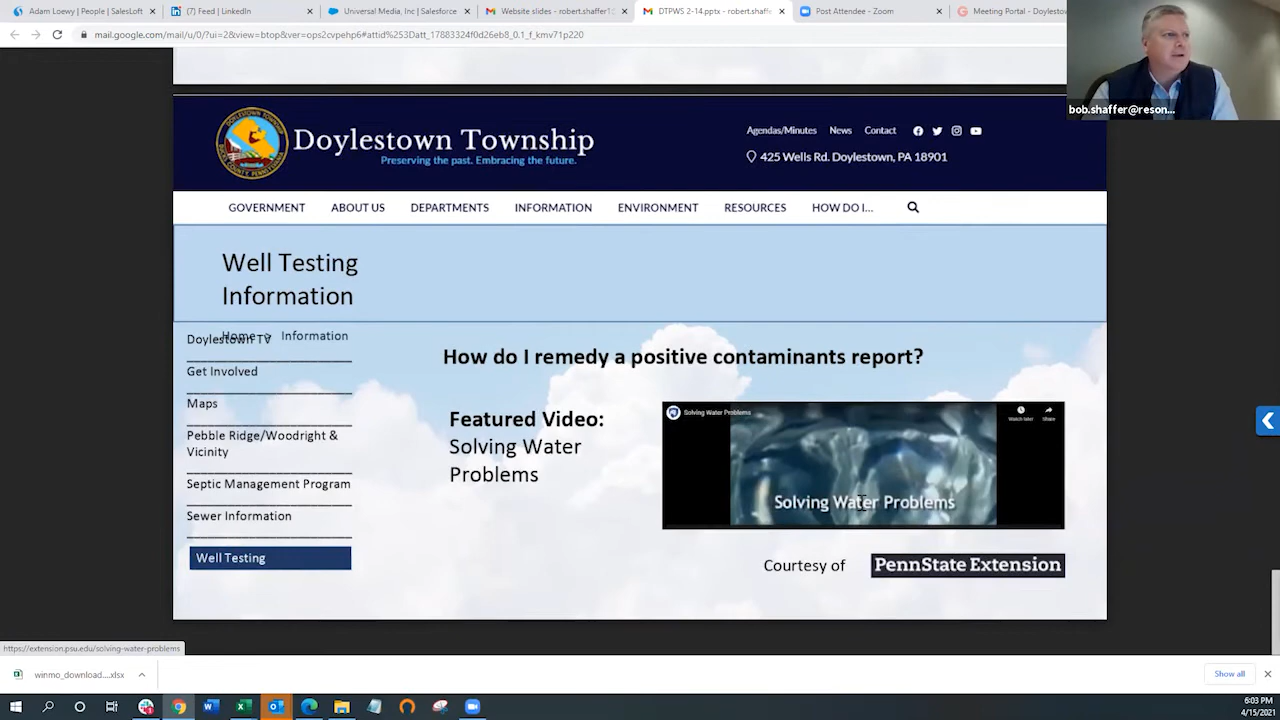 Adam Loewy | People | SalesLoft
(7) Feed | LinkedIn
Universal Media, Inc | Salesforce
Website slides - robert.shaffer1
DTPWS 2-14.pptx - robert.shaff
Post Attendee - Zoom
Meeting Portal - Doylestow
mail.google.com/mail/u/0/?ui=2&view=btop&ver=ops2cvpehp6#attid%253Datt_17883324f0d26eb8_0.1_f_kmv71p220
bob.shaffer@reson...
Doylestown Township
Preserving the past. Embracing the future.
Agendas/Minutes News Contact
425 Wells Rd. Doylestown, PA 18901
GOVERNMENT ABOUT US DEPARTMENTS INFORMATION ENVIRONMENT RESOURCES HOW DO I...
Well Testing
Information
Home > Information
Doylestown TV
Get Involved
Maps
Pebble Ridge/Woodright &
Vicinity
Septic Management Program
Sewer Information
Well Testing
How do I remedy a positive contaminants report?
Featured Video:
Solving Water
Problems
Solving Water Problems
Watch later Share
Solving Water Problems
Courtesy of PennState Extension
https://extension.psu.edu/solving-water-problems
winmo_download....xlsx
Show all
6:03 PM
4/15/2021